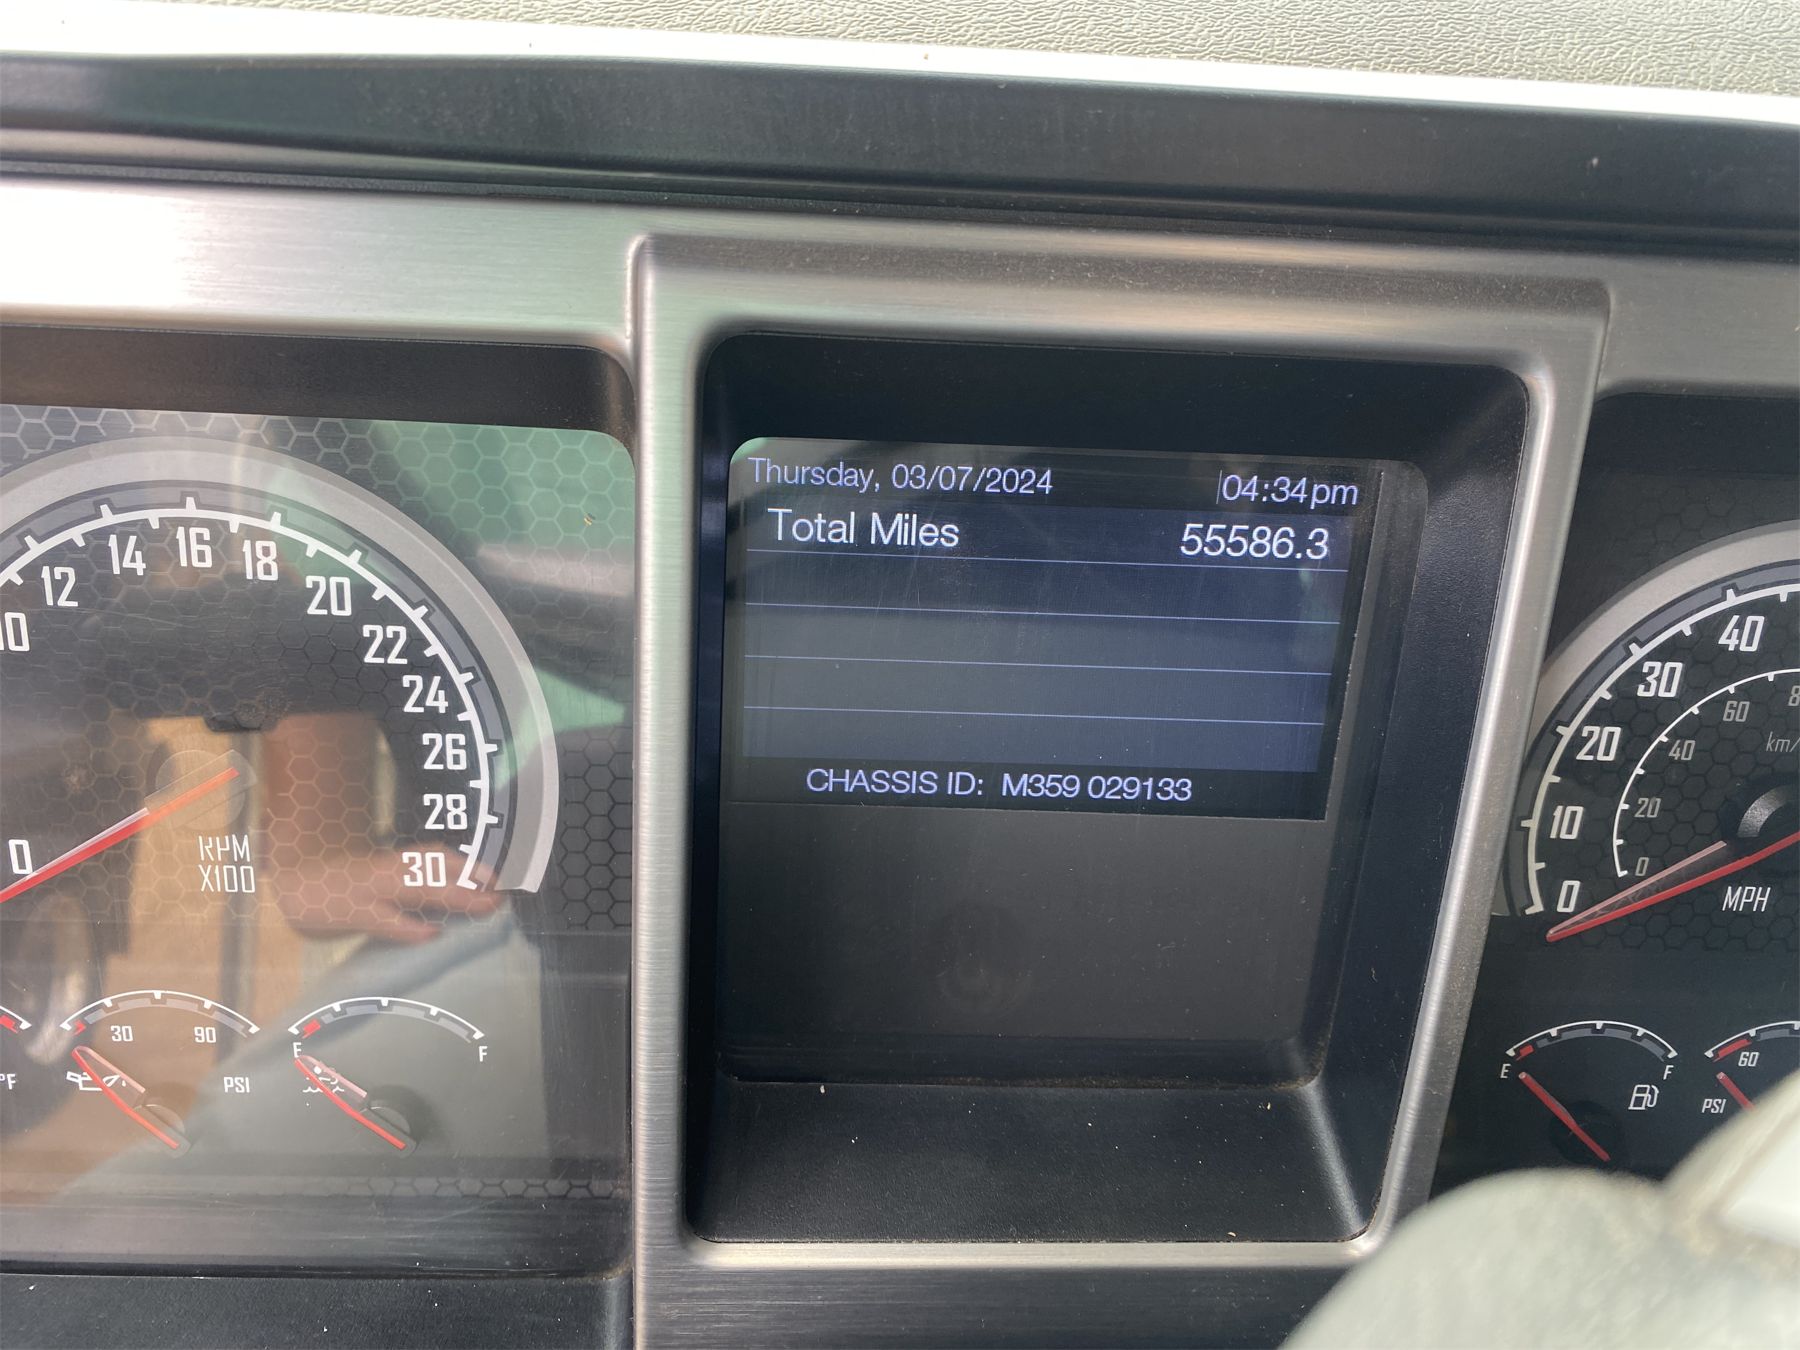 Thursday, 03/07/2024 04:34pm
Total Miles 55586.3
CHASSIS ID: M359 029133
0 10 12 14 16 18 20 22 24 26 28 30
RPM
X100
°F
30 90
PSI
E F
0 10 20 30 40
0 20 40 60
km/
MPH
E F
60
PSI